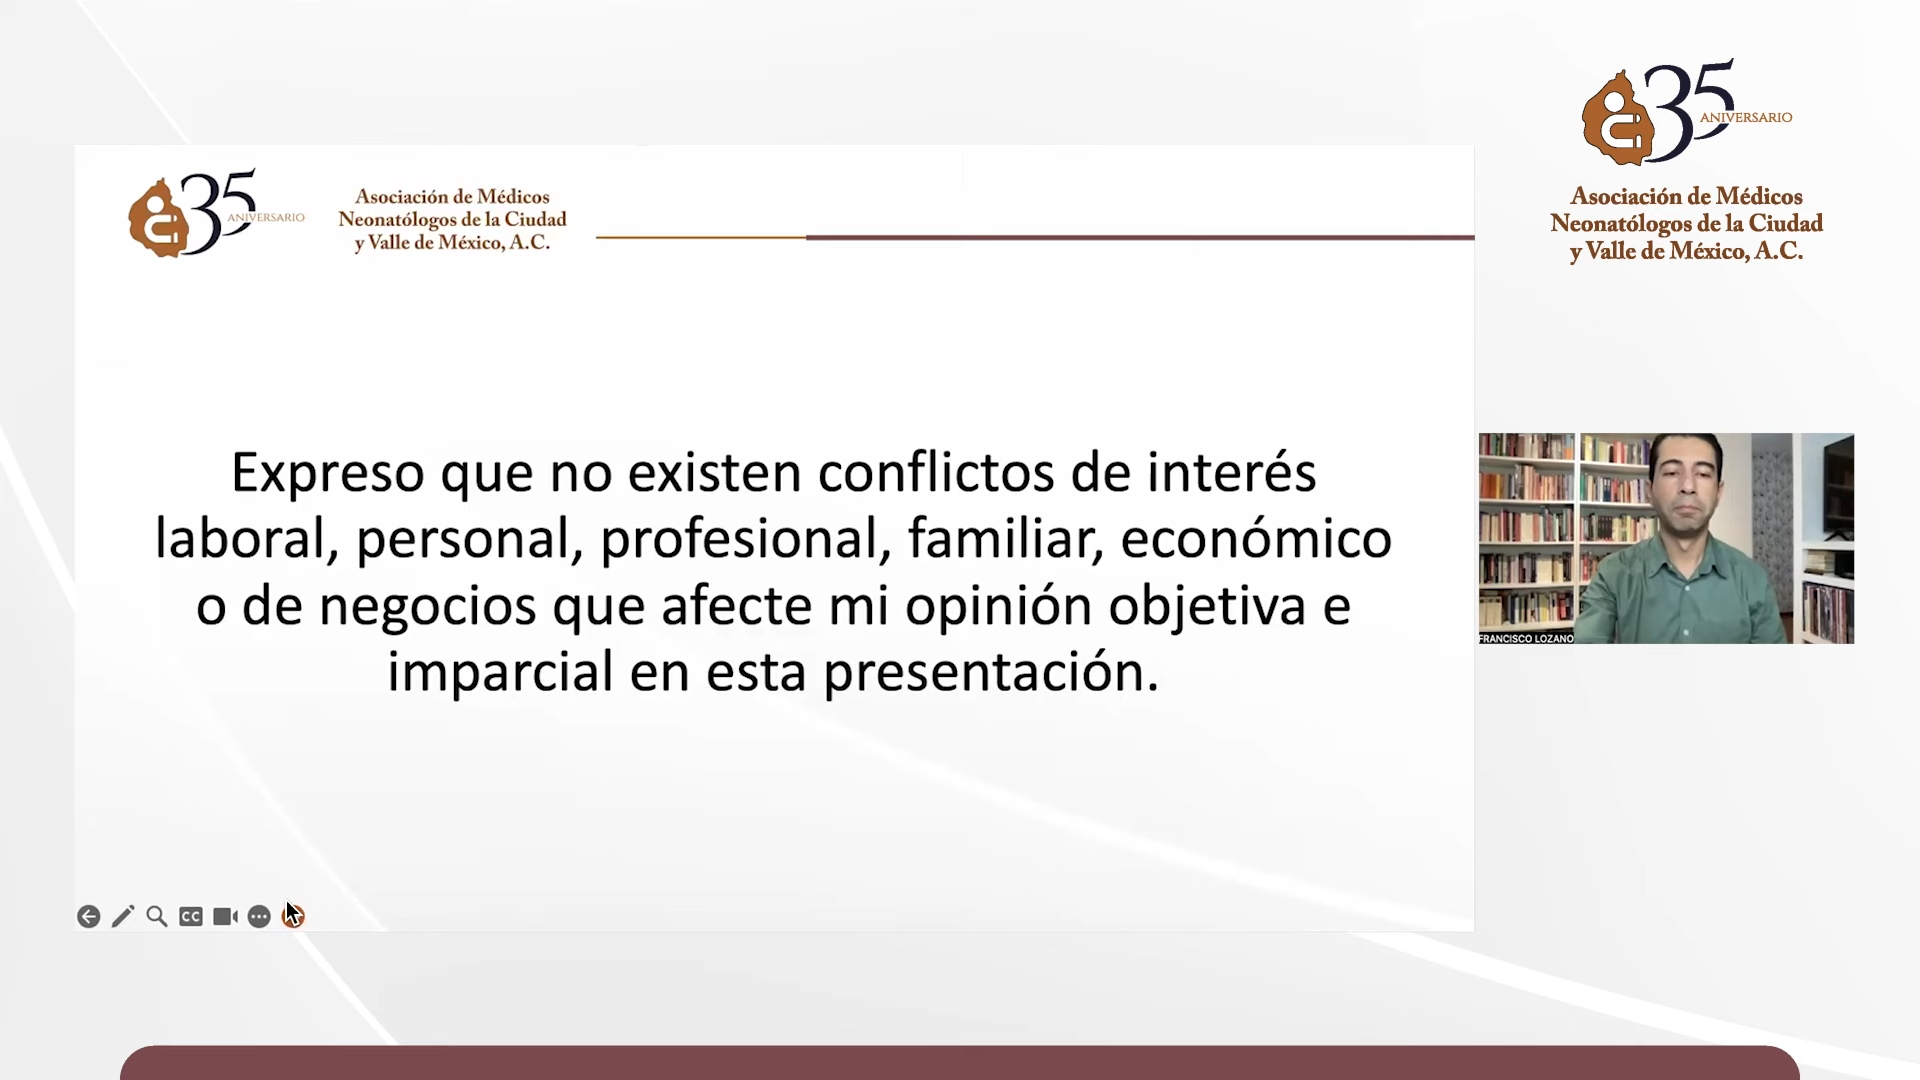 35
ANIVERSARIO
Asociación de Médicos
Neonatólogos de la Ciudad
y Valle de México, A.C.
Expreso que no existen conflictos de interés
laboral, personal, profesional, familiar, económico
o de negocios que afecte mi opinión objetiva e
imparcial en esta presentación.
CC
35
ANIVERSARIO
Asociación de Médicos
Neonatólogos de la Ciudad
y Valle de México, A.C.
FRANCISCO LOZANO